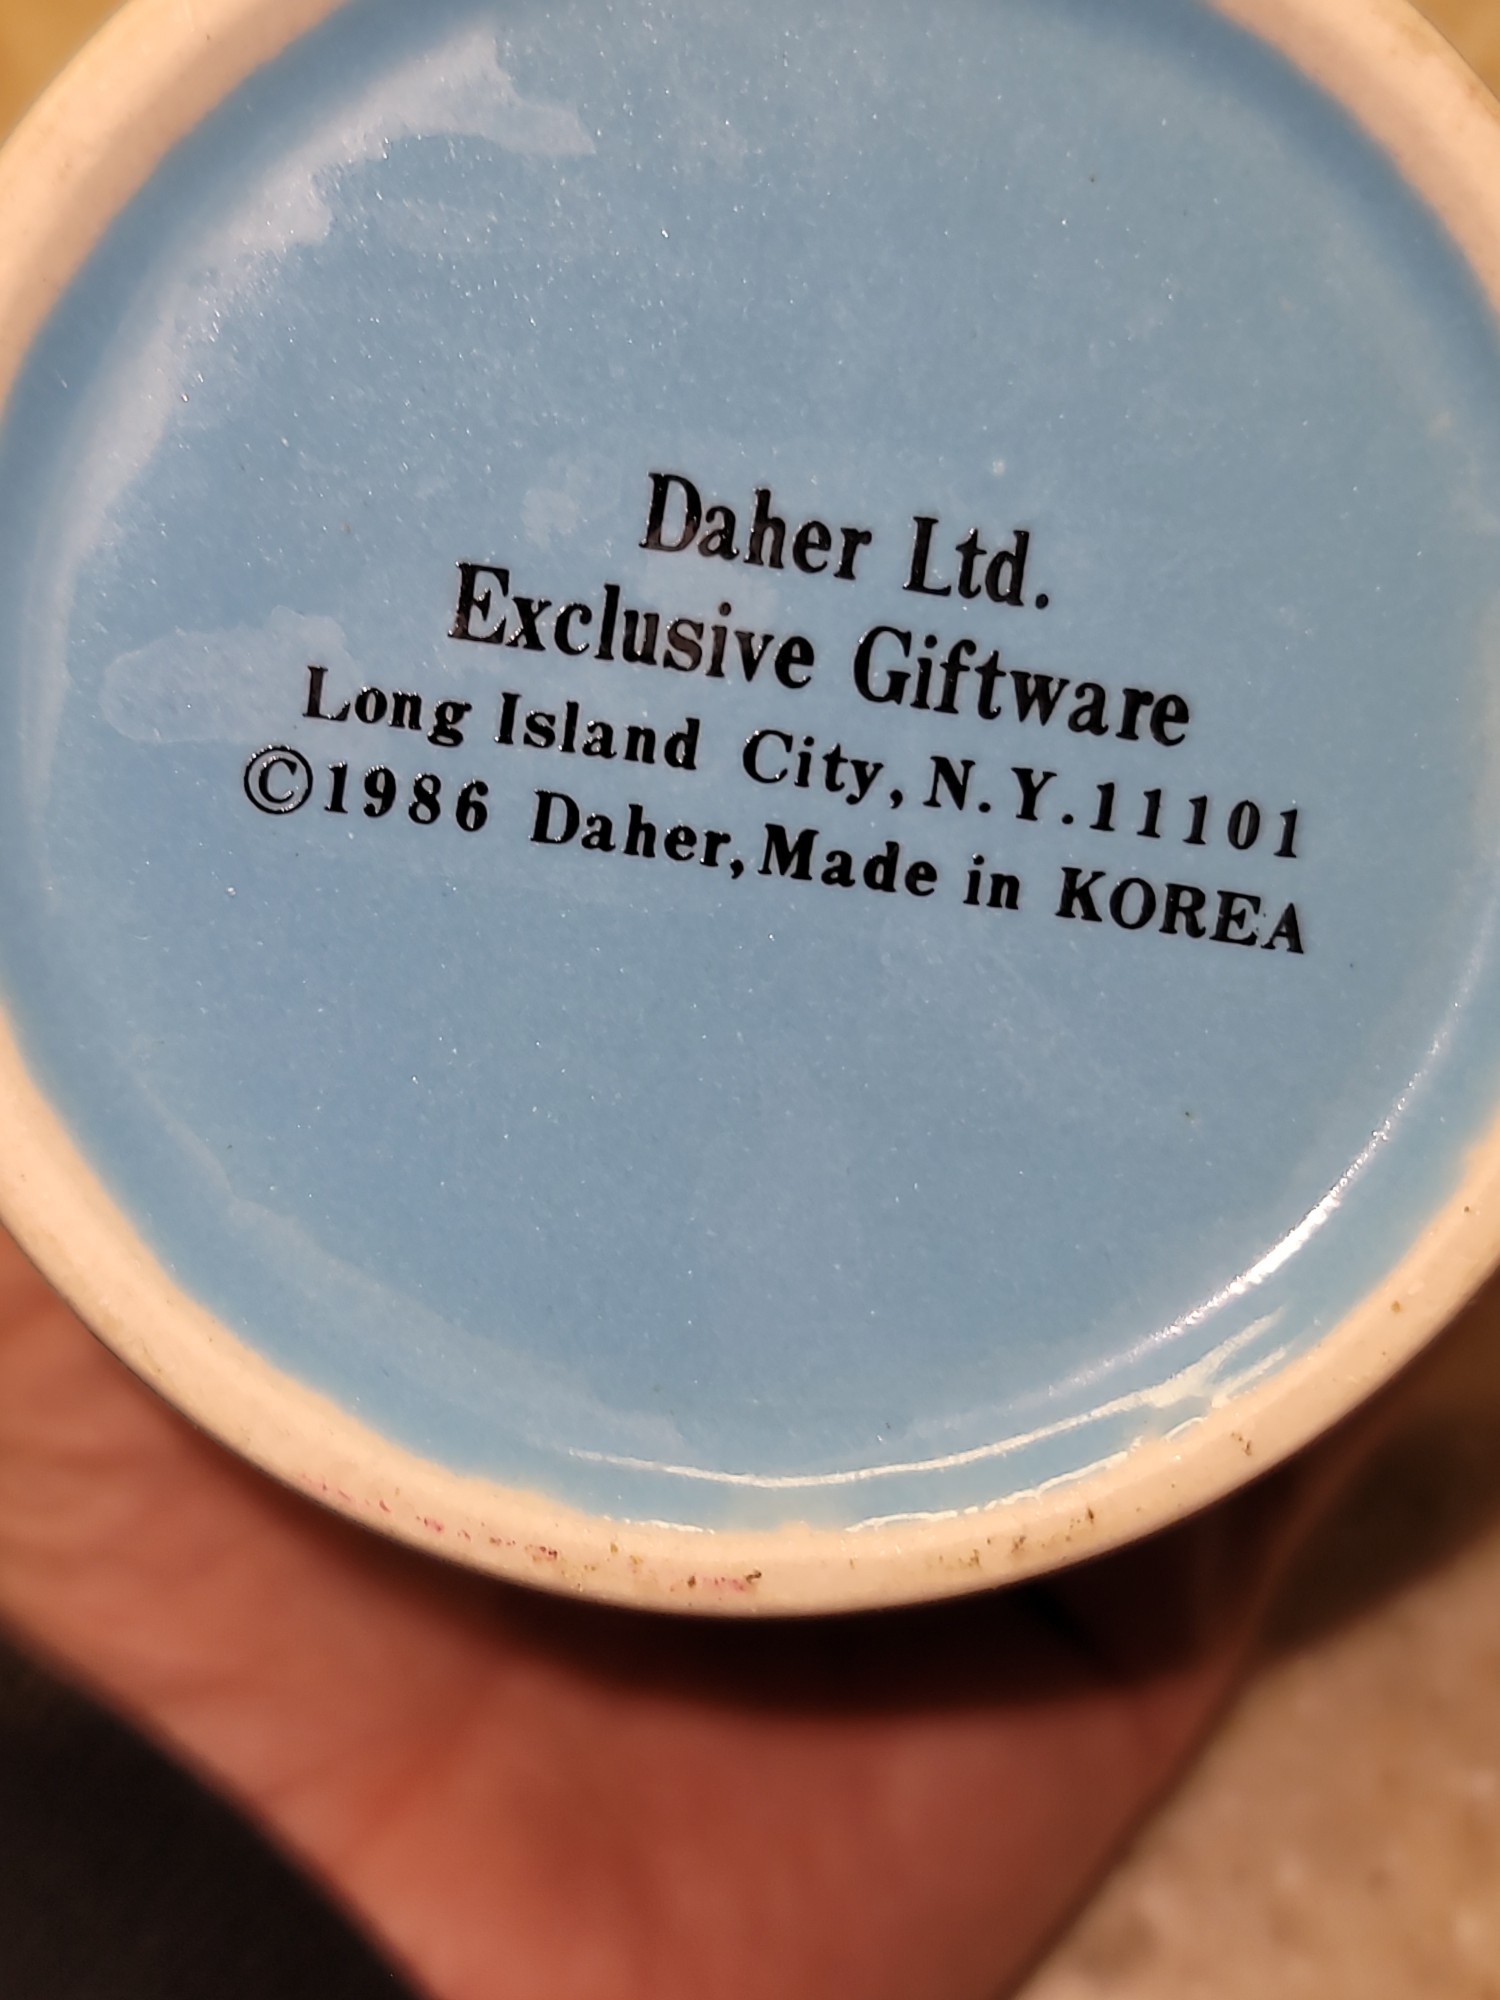 Daher Ltd.
Exclusive Giftware
Long Island City, N.Y.11101
©1986 Daher, Made in KOREA